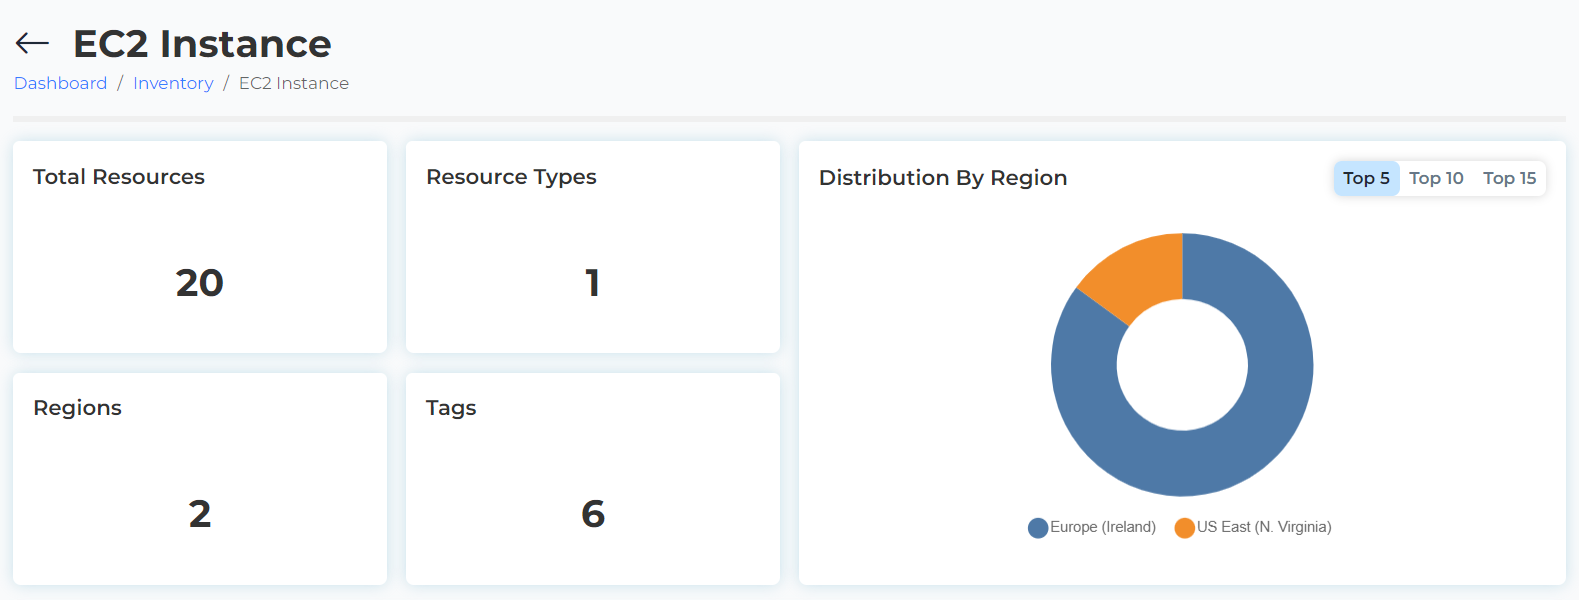 EC2 Instance
Dashboard / Inventory / EC2 Instance
Total Resources
20
Resource Types
1
Regions
2
Tags
6
Distribution By Region
Top 5 Top 10 Top 15
Europe (Ireland) US East (N. Virginia)